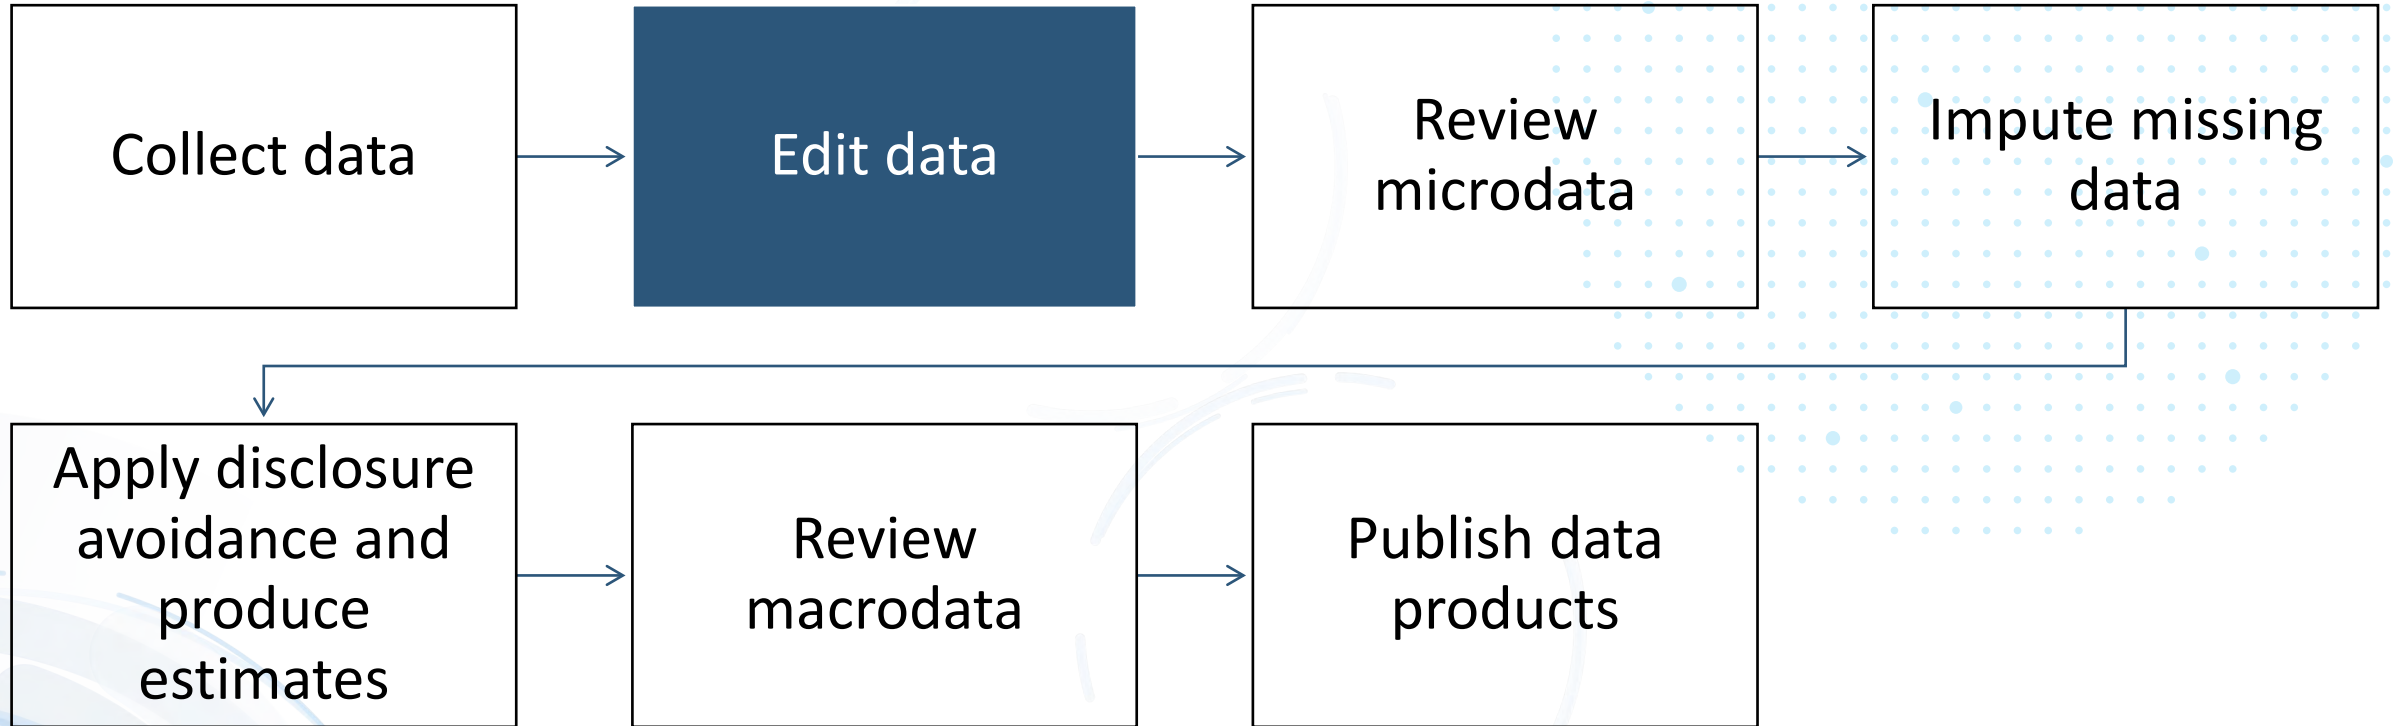 Collect data
Edit data
Review
microdata
Impute missing
data
Apply disclosure
avoidance and
produce
estimates
Review
macrodata
Publish data
products